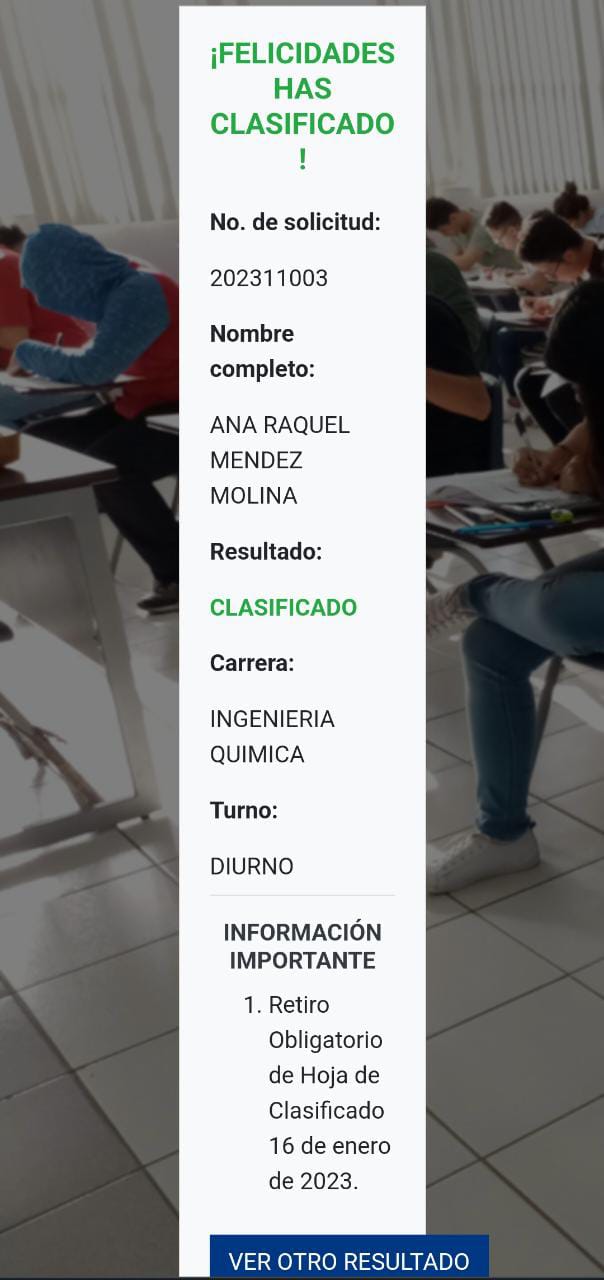 ¡FELICIDADES
HAS
CLASIFICADO
!
No. de solicitud:
202311003
Nombre
completo:
ANA RAQUEL
MENDEZ
MOLINA
Resultado:
CLASIFICADO
Carrera:
INGENIERIA
QUIMICA
Turno:
DIURNO
INFORMACIÓN
IMPORTANTE
1. Retiro
Obligatorio
de Hoja de
Clasificado
16 de enero
de 2023.
VER OTRO RESULTADO